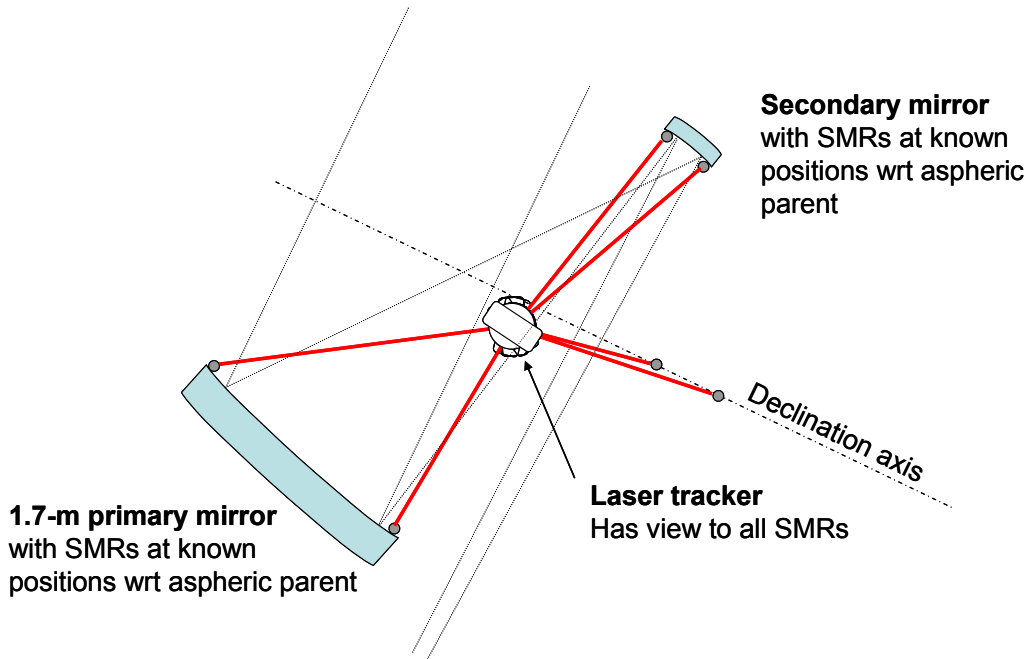 Secondary mirror
with SMRs at known
positions wrt aspheric
parent
Declination axis
Laser tracker
Has view to all SMRs
1.7-m primary mirror
with SMRs at known
positions wrt aspheric parent